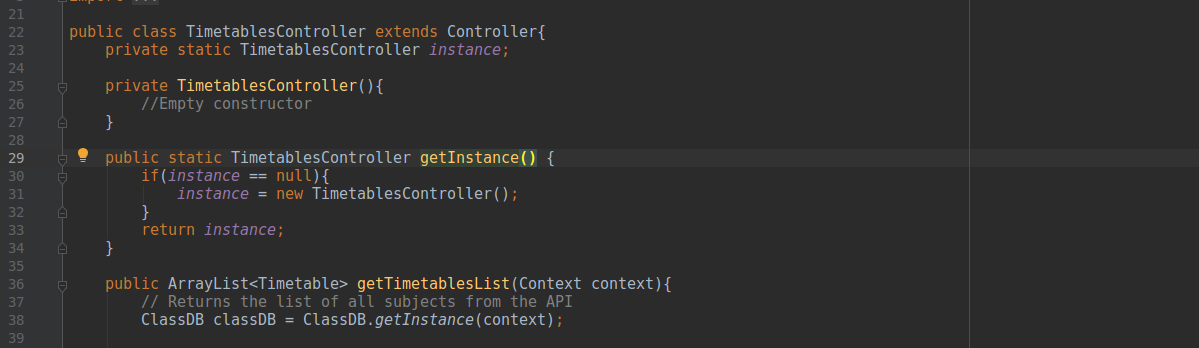 import ...
21
22 public class TimetablesController extends Controller{
23     private static TimetablesController instance;
24
25     private TimetablesController(){
26         //Empty constructor
27     }
28
29     public static TimetablesController getInstance() {
30         if(instance == null){
31             instance = new TimetablesController();
32         }
33         return instance;
34     }
35
36     public ArrayList<Timetable> getTimetablesList(Context context){
37         // Returns the list of all subjects from the API
38         ClassDB classDB = ClassDB.getInstance(context);
39